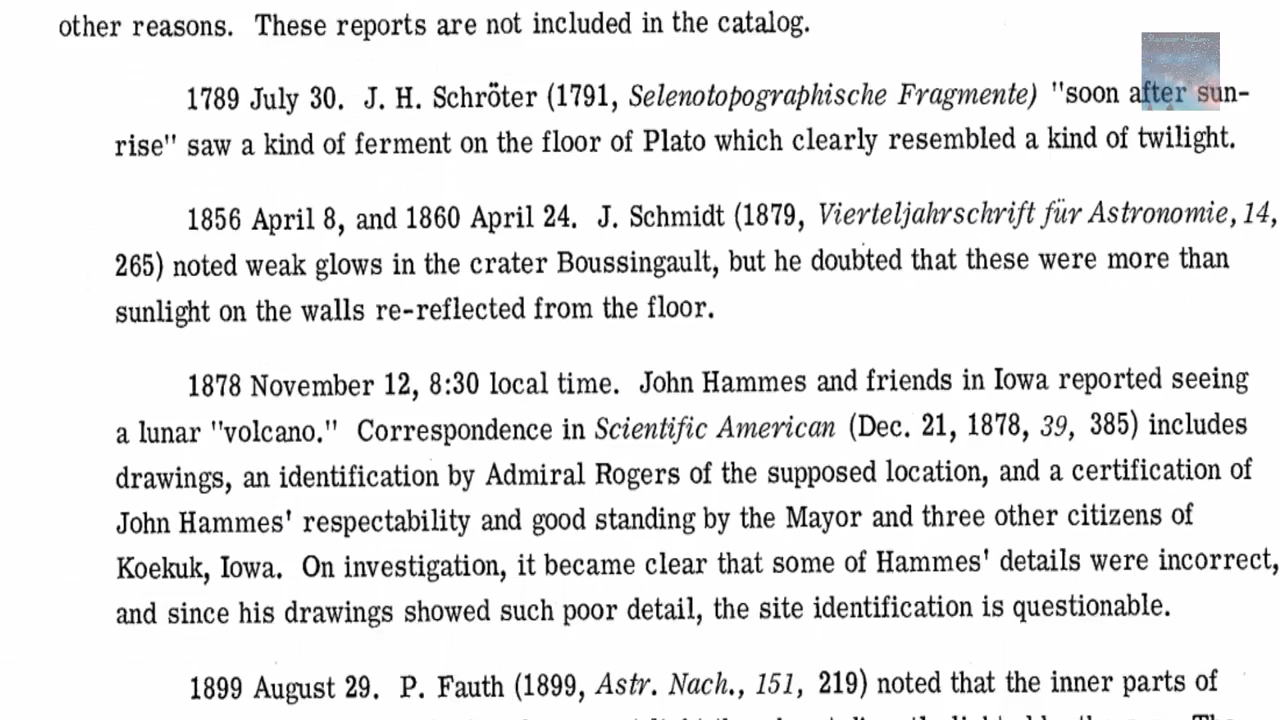 other reasons. These reports are not included in the catalog.
1789 July 30. J. H. Schröter (1791, Selenotopographische Fragmente) "soon after sun-
rise" saw a kind of ferment on the floor of Plato which clearly resembled a kind of twilight.
1856 April 8, and 1860 April 24. J. Schmidt (1879, Vierteljahrschrift für Astronomie, 14,
265) noted weak glows in the crater Boussingault, but he doubted that these were more than
sunlight on the walls re-reflected from the floor.
1878 November 12, 8:30 local time. John Hammes and friends in Iowa reported seeing
a lunar "volcano." Correspondence in Scientific American (Dec. 21, 1878, 39, 385) includes
drawings, an identification by Admiral Rogers of the supposed location, and a certification of
John Hammes' respectability and good standing by the Mayor and three other citizens of
Koekuk, Iowa. On investigation, it became clear that some of Hammes' details were incorrect,
and since his drawings showed such poor detail, the site identification is questionable.
1899 August 29. P. Fauth (1899, Astr. Nach., 151, 219) noted that the inner parts of